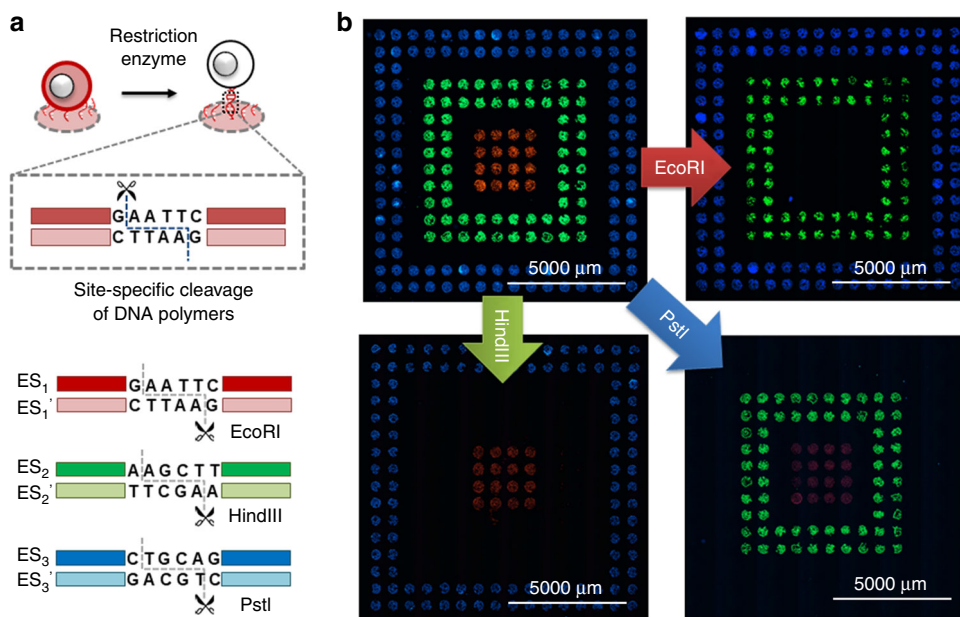 a
Restriction
enzyme
GAATTC
CTTAAG
Site-specific cleavage
of DNA polymers
ES1
GAATTC
ES1'
CTTAAG
EcoRI
ES2
AAGCTT
ES2'
TTCGAA
HindIII
ES3
CTGCAG
ES3'
GACGTC
PstI
b
5000 µm
EcoRI
5000 µm
HindIII
PstI
5000 µm
5000 µm